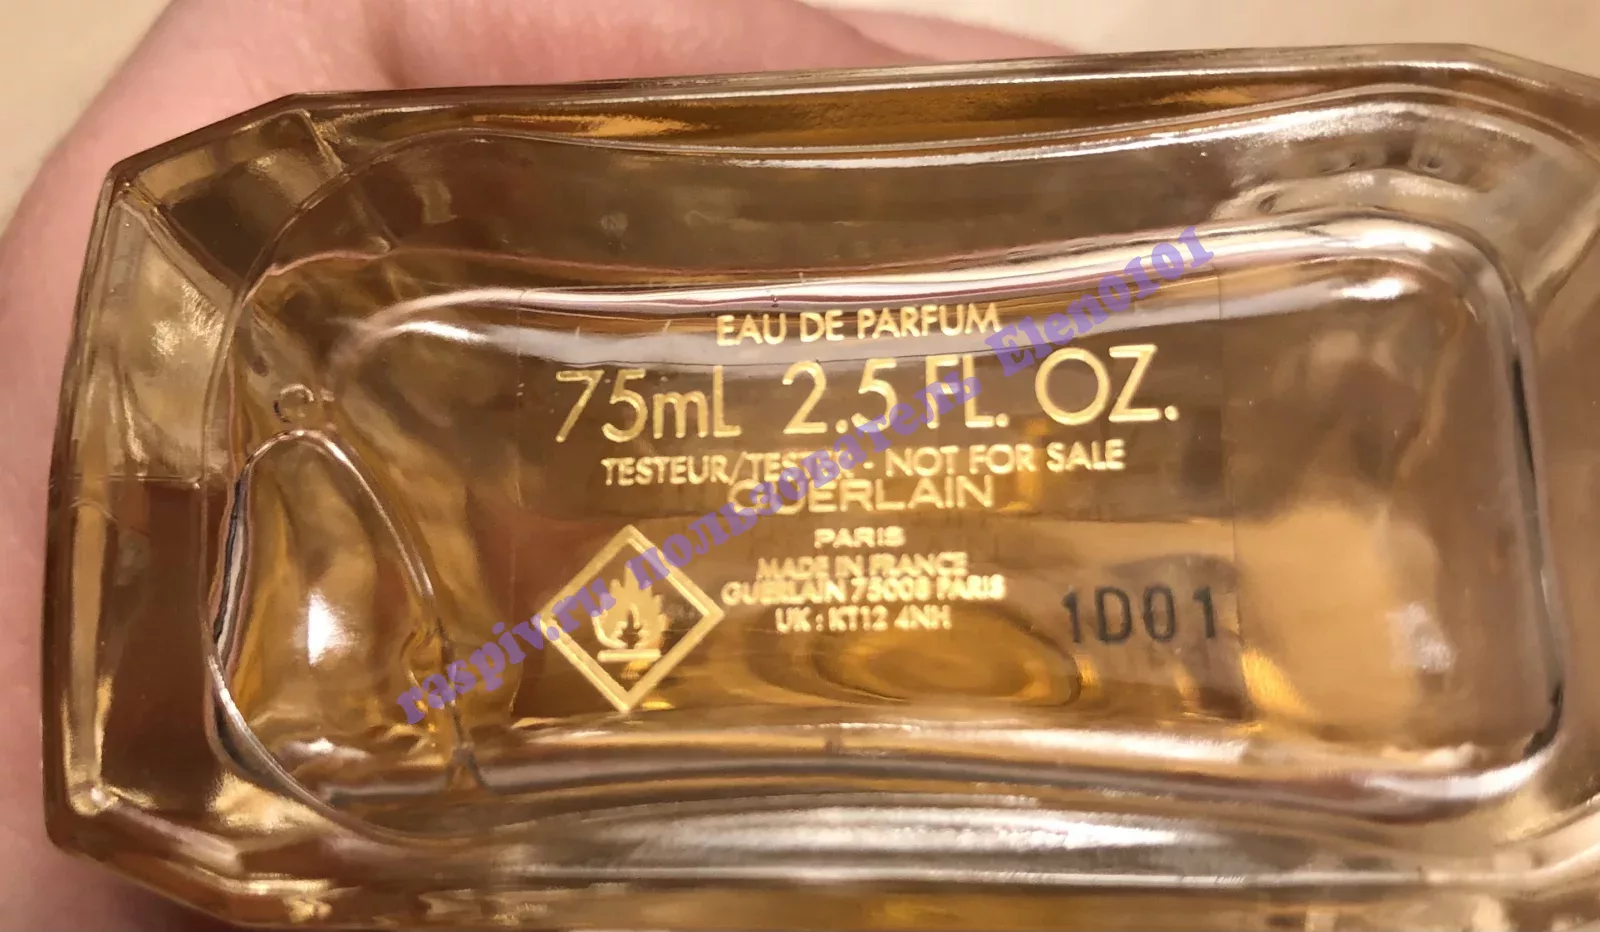 EAU DE PARFUM
75mL 2.5 FL. OZ.
TESTEUR/TESTER - NOT FOR SALE
GUERLAIN
PARIS
MADE IN FRANCE
GUERLAIN 75008 PARIS
UK : KT12 4NH
1D01
raspiv.ru пользователь Elen0101